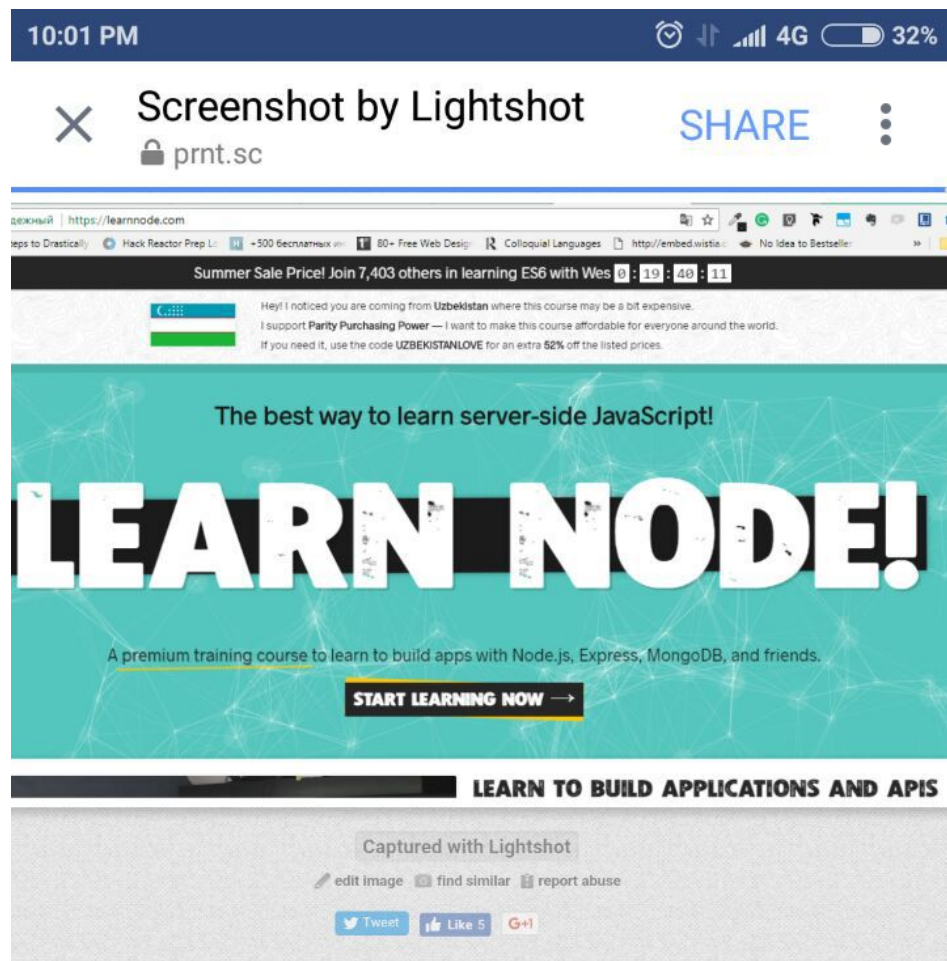 10:01 PM 4G 32%
Screenshot by Lightshot
SHARE
prnt.sc
дежный https://learnnode.com
eps to Drastically Hack Reactor Prep +500 бесплатных 80+ Free Web Desig Colloquial Languages http://embed.wistia.c No Idea to Bestseller »
Summer Sale Price! Join 7,403 others in learning ES6 with Wes 0 : 19 : 40 : 11
Hey! I noticed you are coming from Uzbekistan where this course may be a bit expensive.
I support Parity Purchasing Power — I want to make this course affordable for everyone around the world.
If you need it, use the code UZBEKISTANLOVE for an extra 52% off the listed prices.
The best way to learn server-side JavaScript!
LEARN NODE!
A premium training course to learn to build apps with Node.js, Express, MongoDB, and friends.
START LEARNING NOW →
LEARN TO BUILD APPLICATIONS AND APIS
Captured with Lightshot
edit image find similar report abuse
Tweet Like 5 G+1